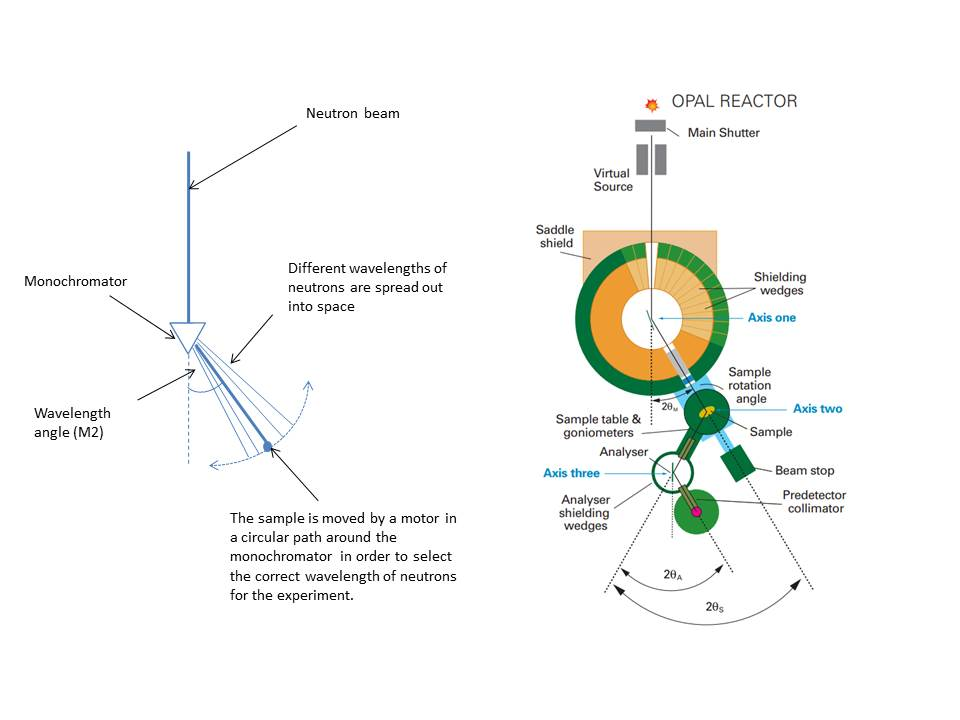 Neutron beam
Monochromator
Different wavelengths of
neutrons are spread out
into space
Wavelength
angle (M2)
The sample is moved by a motor in
a circular path around the
monochromator in order to select
the correct wavelength of neutrons
for the experiment.
OPAL REACTOR
Main Shutter
Virtual
Source
Saddle
shield
Shielding
wedges
Axis one
Sample
rotation
angle
2θM
Axis two
Sample table &
goniometers
Sample
Analyser
Axis three
Beam stop
Analyser
shielding
wedges
Predetector
collimator
2θA
2θS